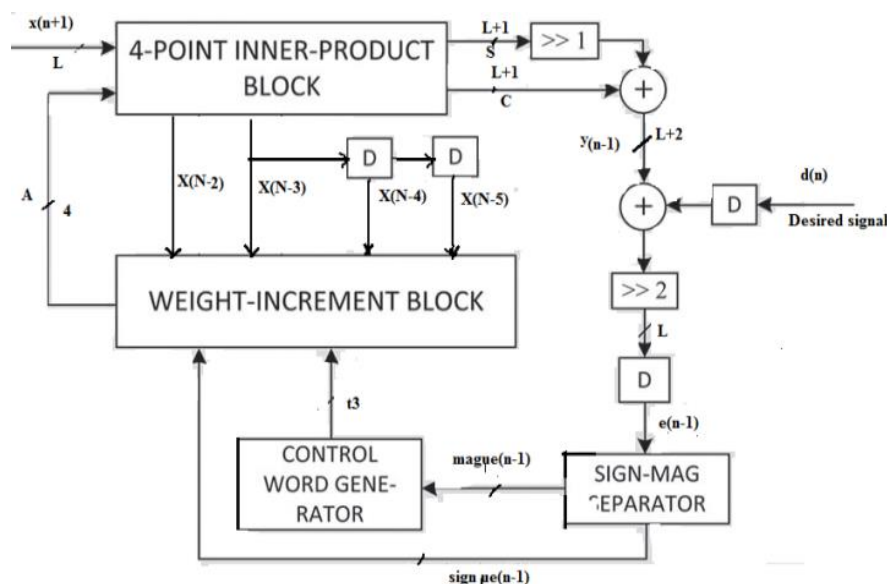 x(n+1)
L
4-POINT INNER-PRODUCT
BLOCK
L+1
S
>> 1
L+1
C
+
y(n-1)
L+2
A
4
X(N-2)
X(N-3)
D
D
X(N-4)
X(N-5)
d(n)
+
D
Desired signal
WEIGHT-INCREMENT BLOCK
>> 2
L
D
t3
e(n-1)
CONTROL
WORD GENE-
RATOR
mague(n-1)
SIGN-MAG
SEPARATOR
sign μe(n-1)